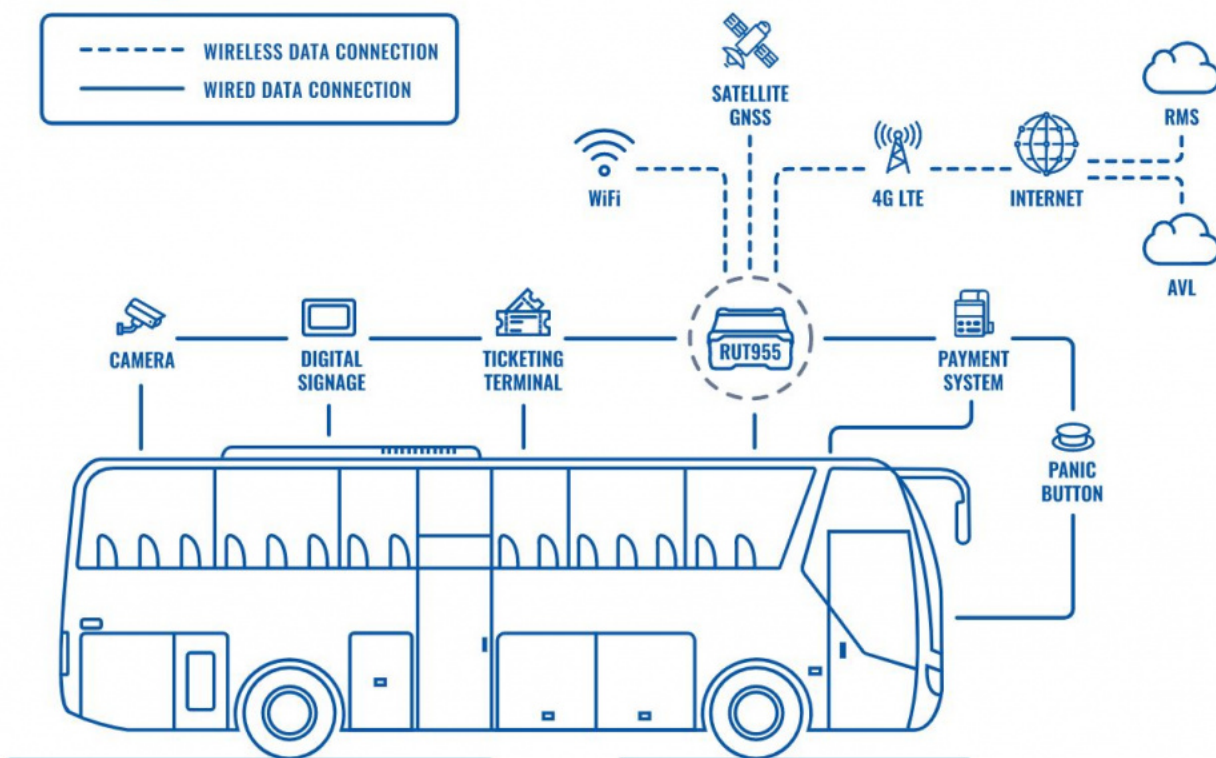 WIRELESS DATA CONNECTION
WIRED DATA CONNECTION
SATELLITE
GNSS
RMS
WiFi
4G LTE
INTERNET
AVL
RUT955
CAMERA
DIGITAL
SIGNAGE
TICKETING
TERMINAL
PAYMENT
SYSTEM
PANIC
BUTTON